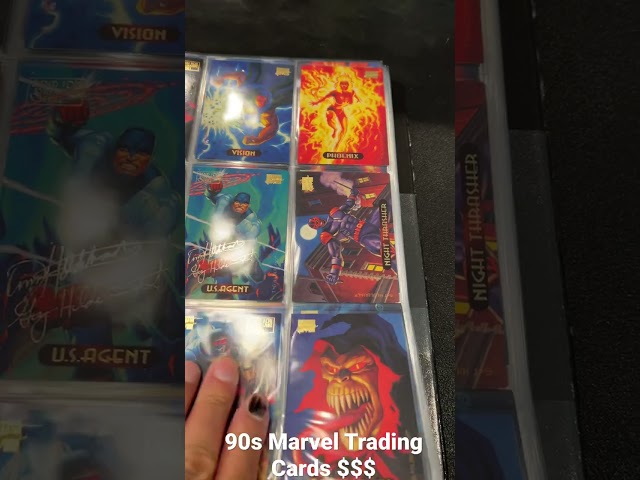 VISION
VISION
PHOENIX
NIGHT THRASHER
NIGHT THRASHER
U.S.AGENT
U.S.AGENT
90s Marvel Trading
Cards $$$